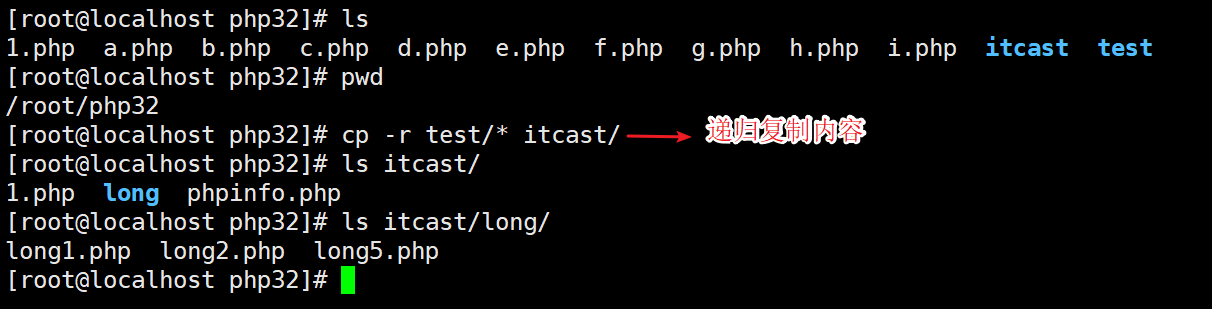 [root@localhost php32]# ls
1.php  a.php  b.php  c.php  d.php  e.php  f.php  g.php  h.php  i.php  itcast  test
[root@localhost php32]# pwd
/root/php32
[root@localhost php32]# cp -r test/* itcast/ 递归复制内容
[root@localhost php32]# ls itcast/
1.php  long  phpinfo.php
[root@localhost php32]# ls itcast/long/
long1.php  long2.php  long5.php
[root@localhost php32]#